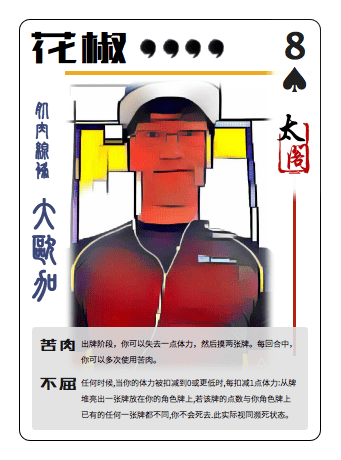 花椒
8
太
阁
肌肉線條
大歐加
苦肉 出牌阶段，你可以失去一点体力，然后摸两张牌。每回合中，
你可以多次使用苦肉。
不屈 任何时候,当你的体力被扣减到0或更低时,每扣减1点体力:从牌
堆亮出一张牌放在你的角色牌上,若该牌的点数与你角色牌上
已有的任何一张牌都不同,你不会死去.此实际视同濒死状态。